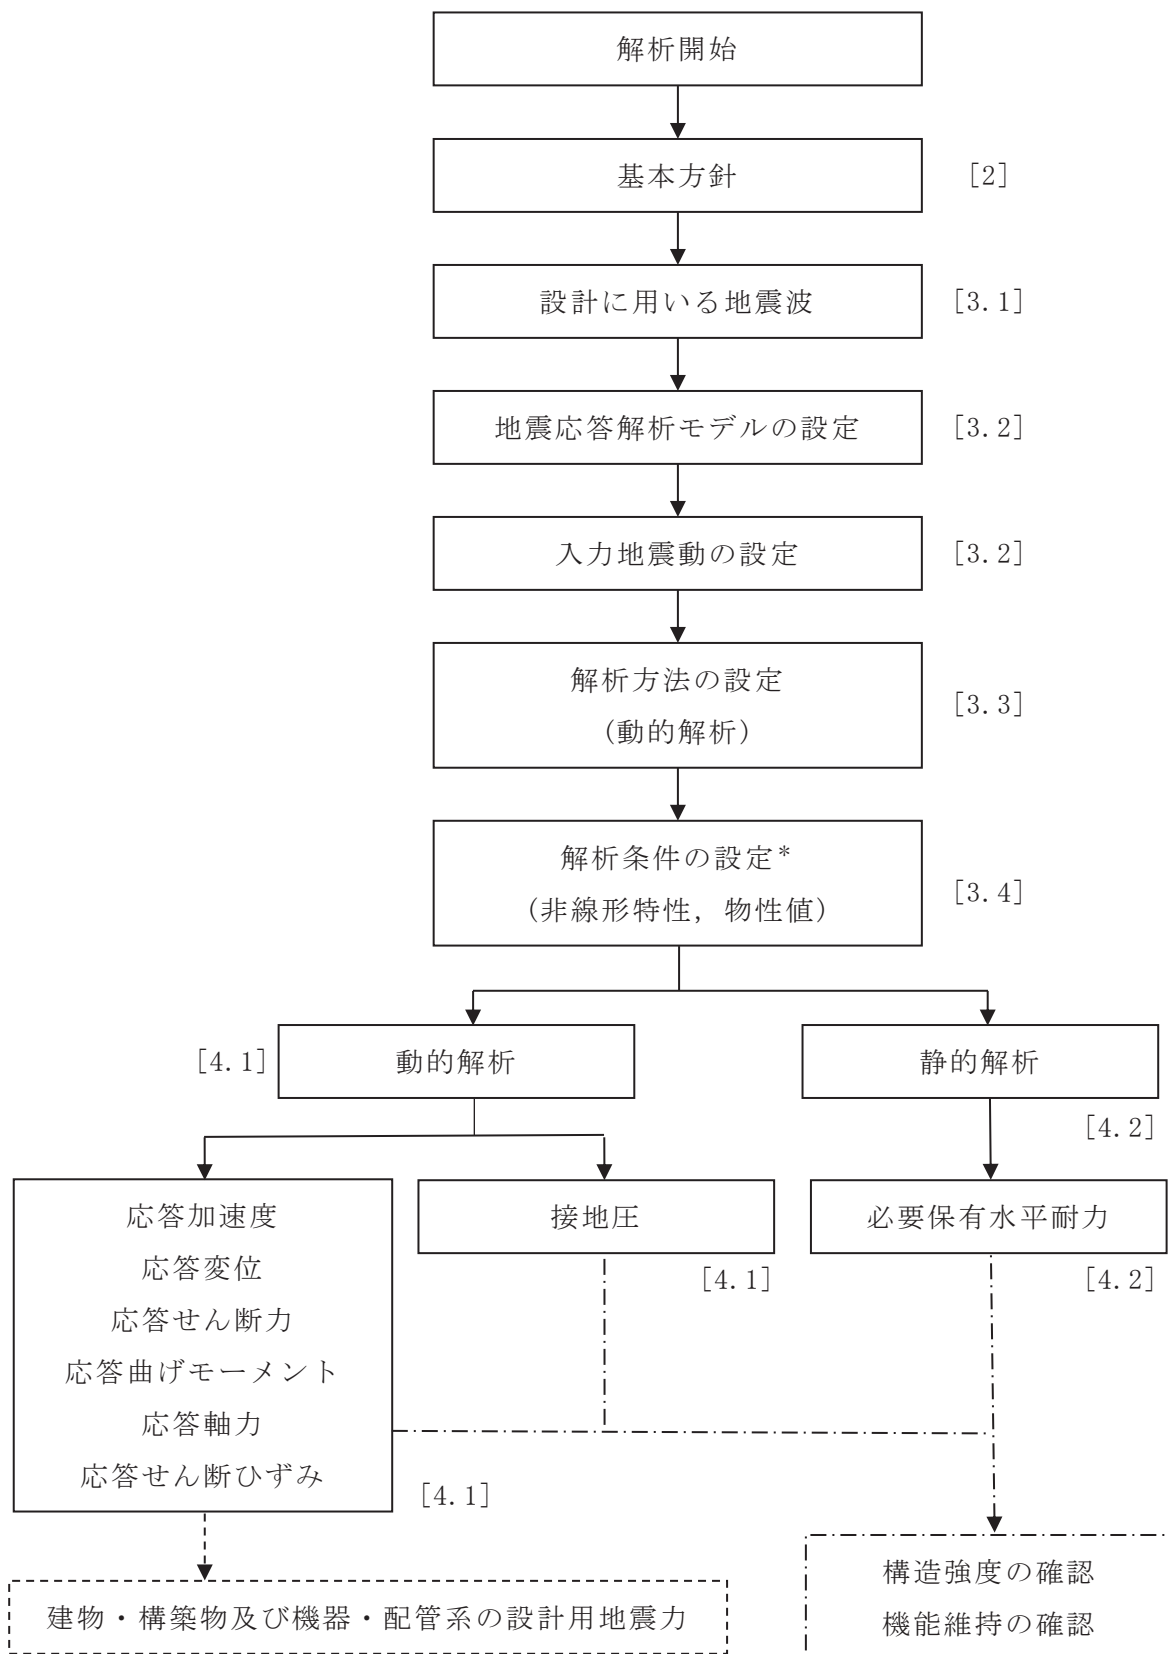 解析開始
基本方針
[2]
設計に用いる地震波
[3.1]
地震応答解析モデルの設定
[3.2]
入力地震動の設定
[3.2]
解析方法の設定
(動的解析)
[3.3]
解析条件の設定*
(非線形特性，物性値)
[3.4]
[4.1]
動的解析
静的解析
[4.2]
応答加速度
応答変位
応答せん断力
応答曲げモーメント
応答軸力
応答せん断ひずみ
[4.1]
接地圧
[4.1]
必要保有水平耐力
[4.2]
建物・構築物及び機器・配管系の設計用地震力
構造強度の確認
機能維持の確認